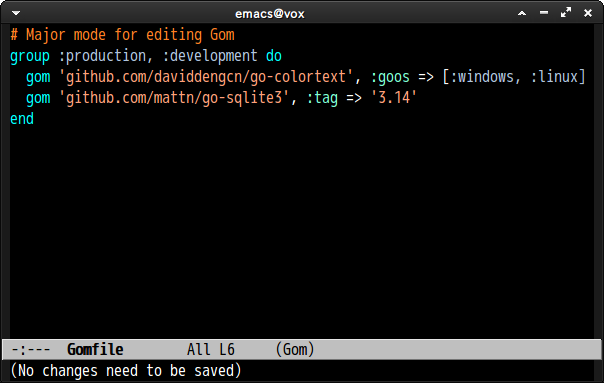 emacs@vox
# Major mode for editing Gom
group :production, :development do
  gom 'github.com/daviddengcn/go-colortext', :goos => [:windows, :linux]
  gom 'github.com/mattn/go-sqlite3', :tag => '3.14'
end
-:---  Gomfile        All L6     (Gom)
(No changes need to be saved)